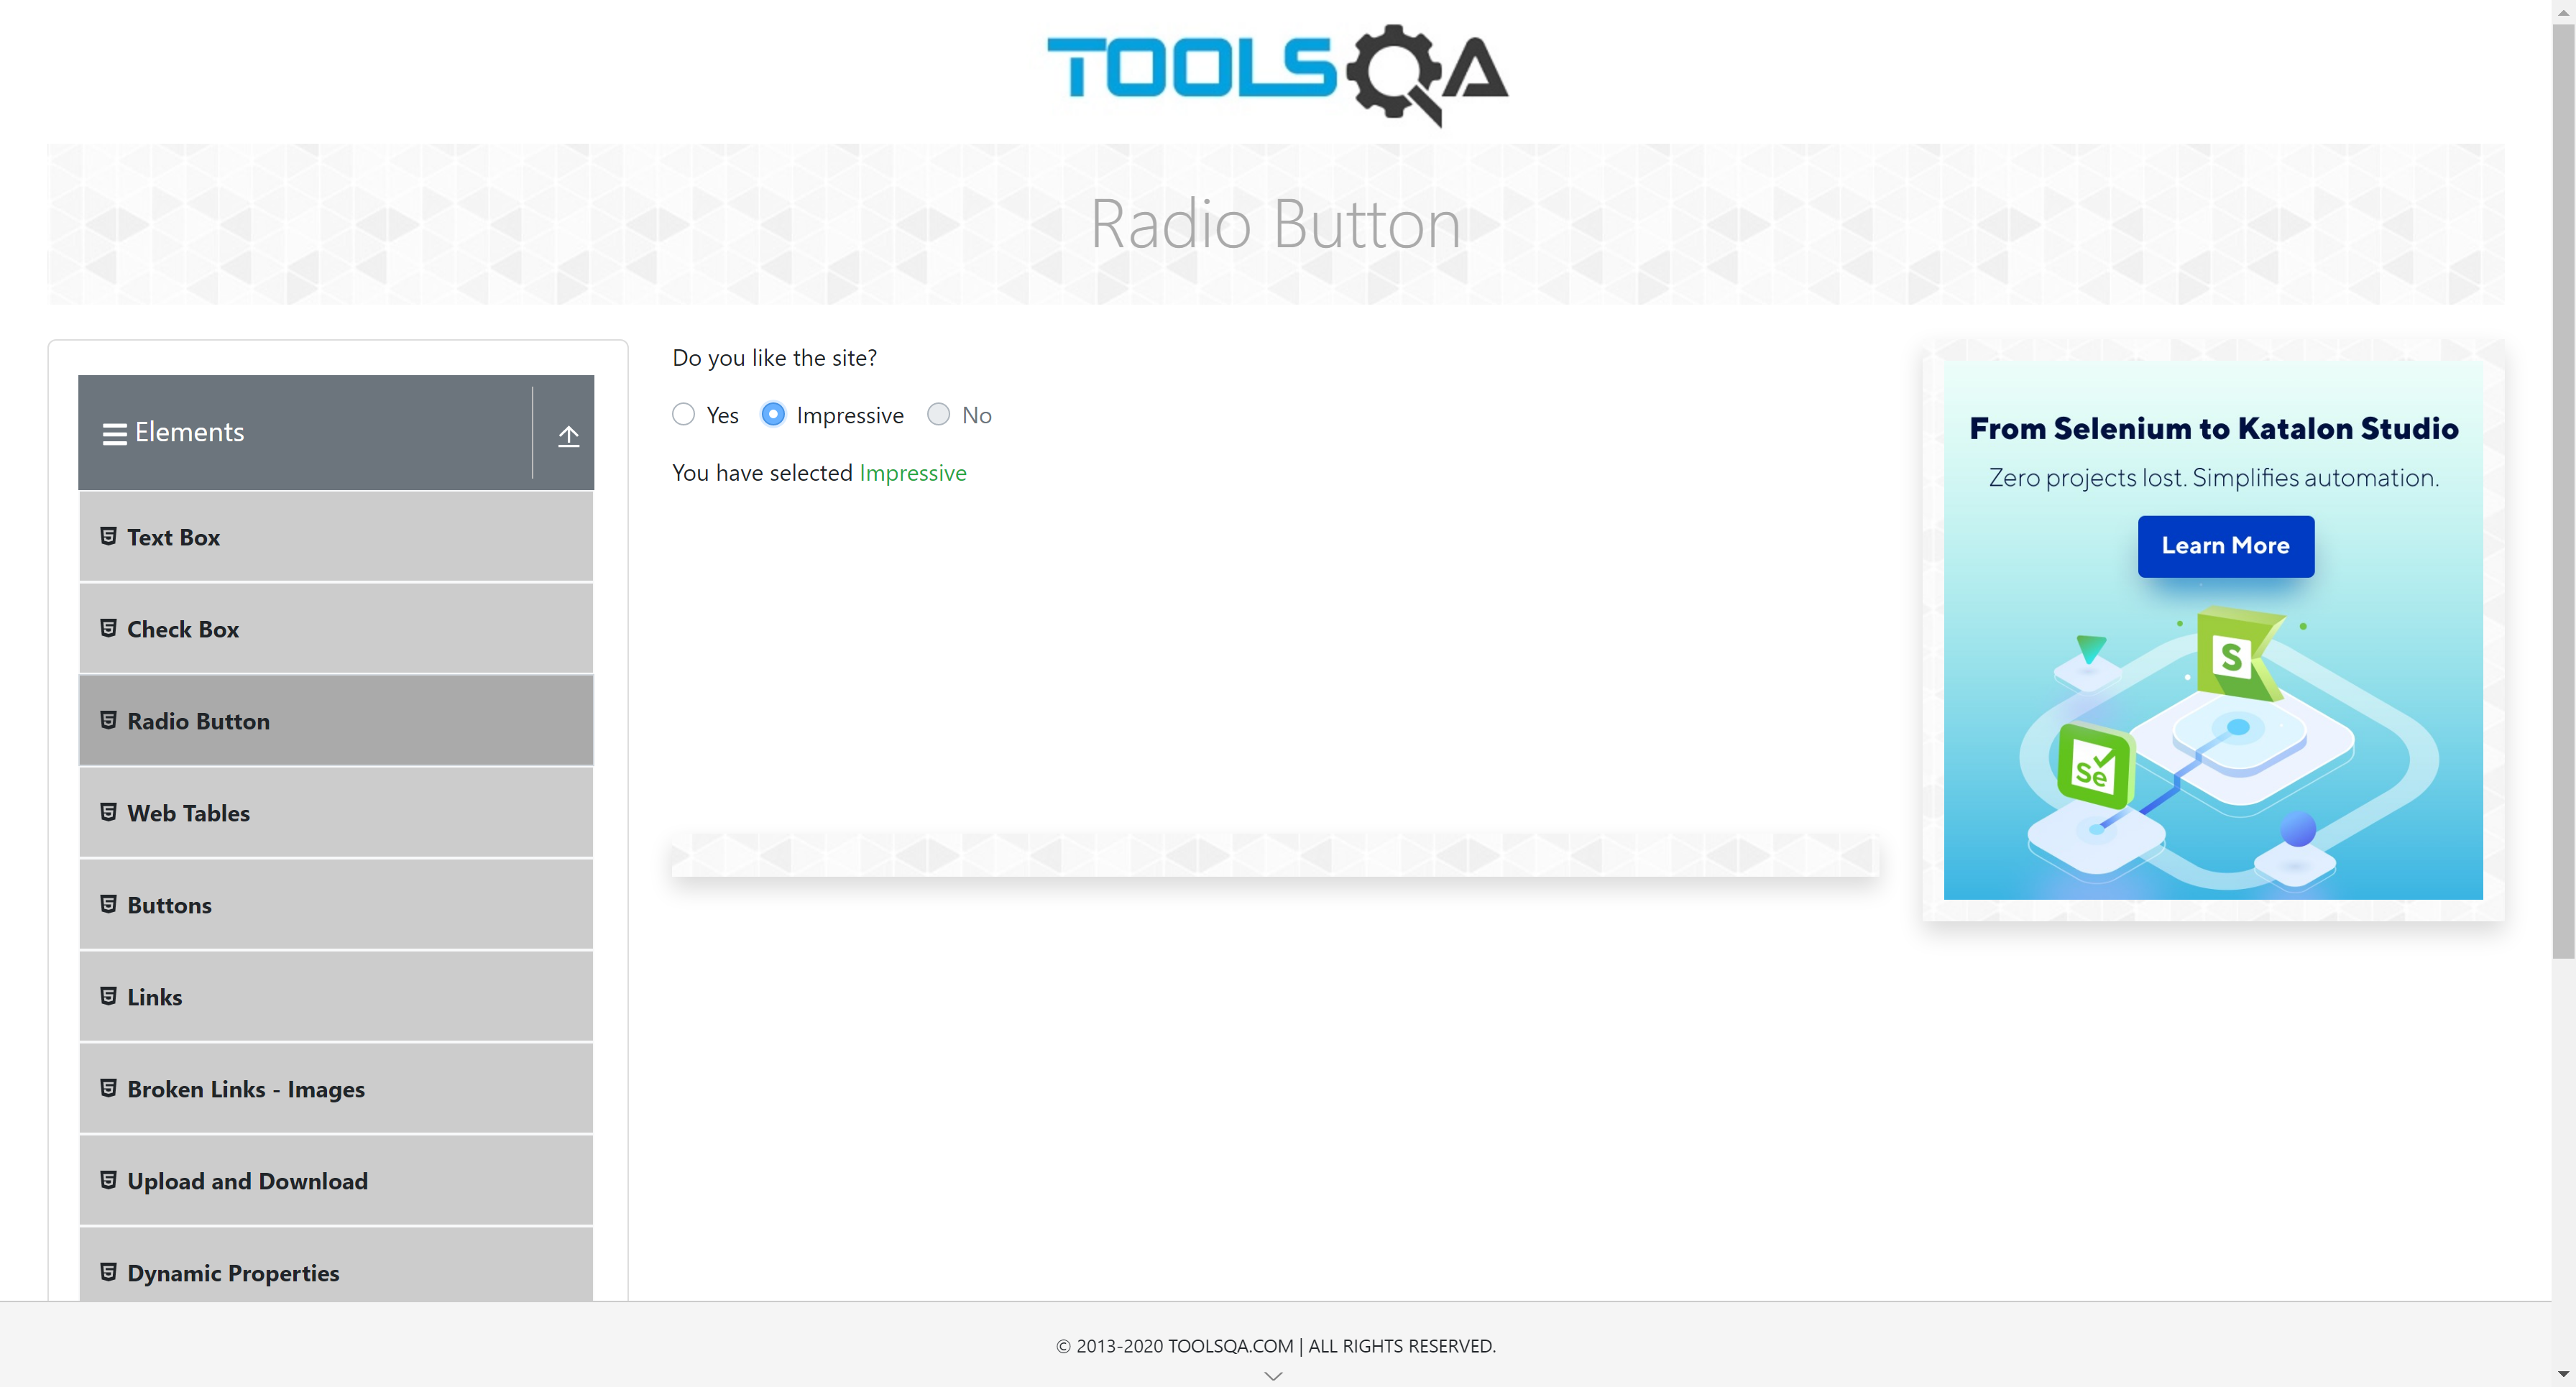 TOOLSQA
Radio Button
Elements
Text Box
Check Box
Radio Button
Web Tables
Buttons
Links
Broken Links - Images
Upload and Download
Dynamic Properties
Do you like the site?
Yes Impressive No
You have selected Impressive
From Selenium to Katalon Studio
Zero projects lost. Simplifies automation.
Learn More
S
Se
© 2013-2020 TOOLSQA.COM | ALL RIGHTS RESERVED.